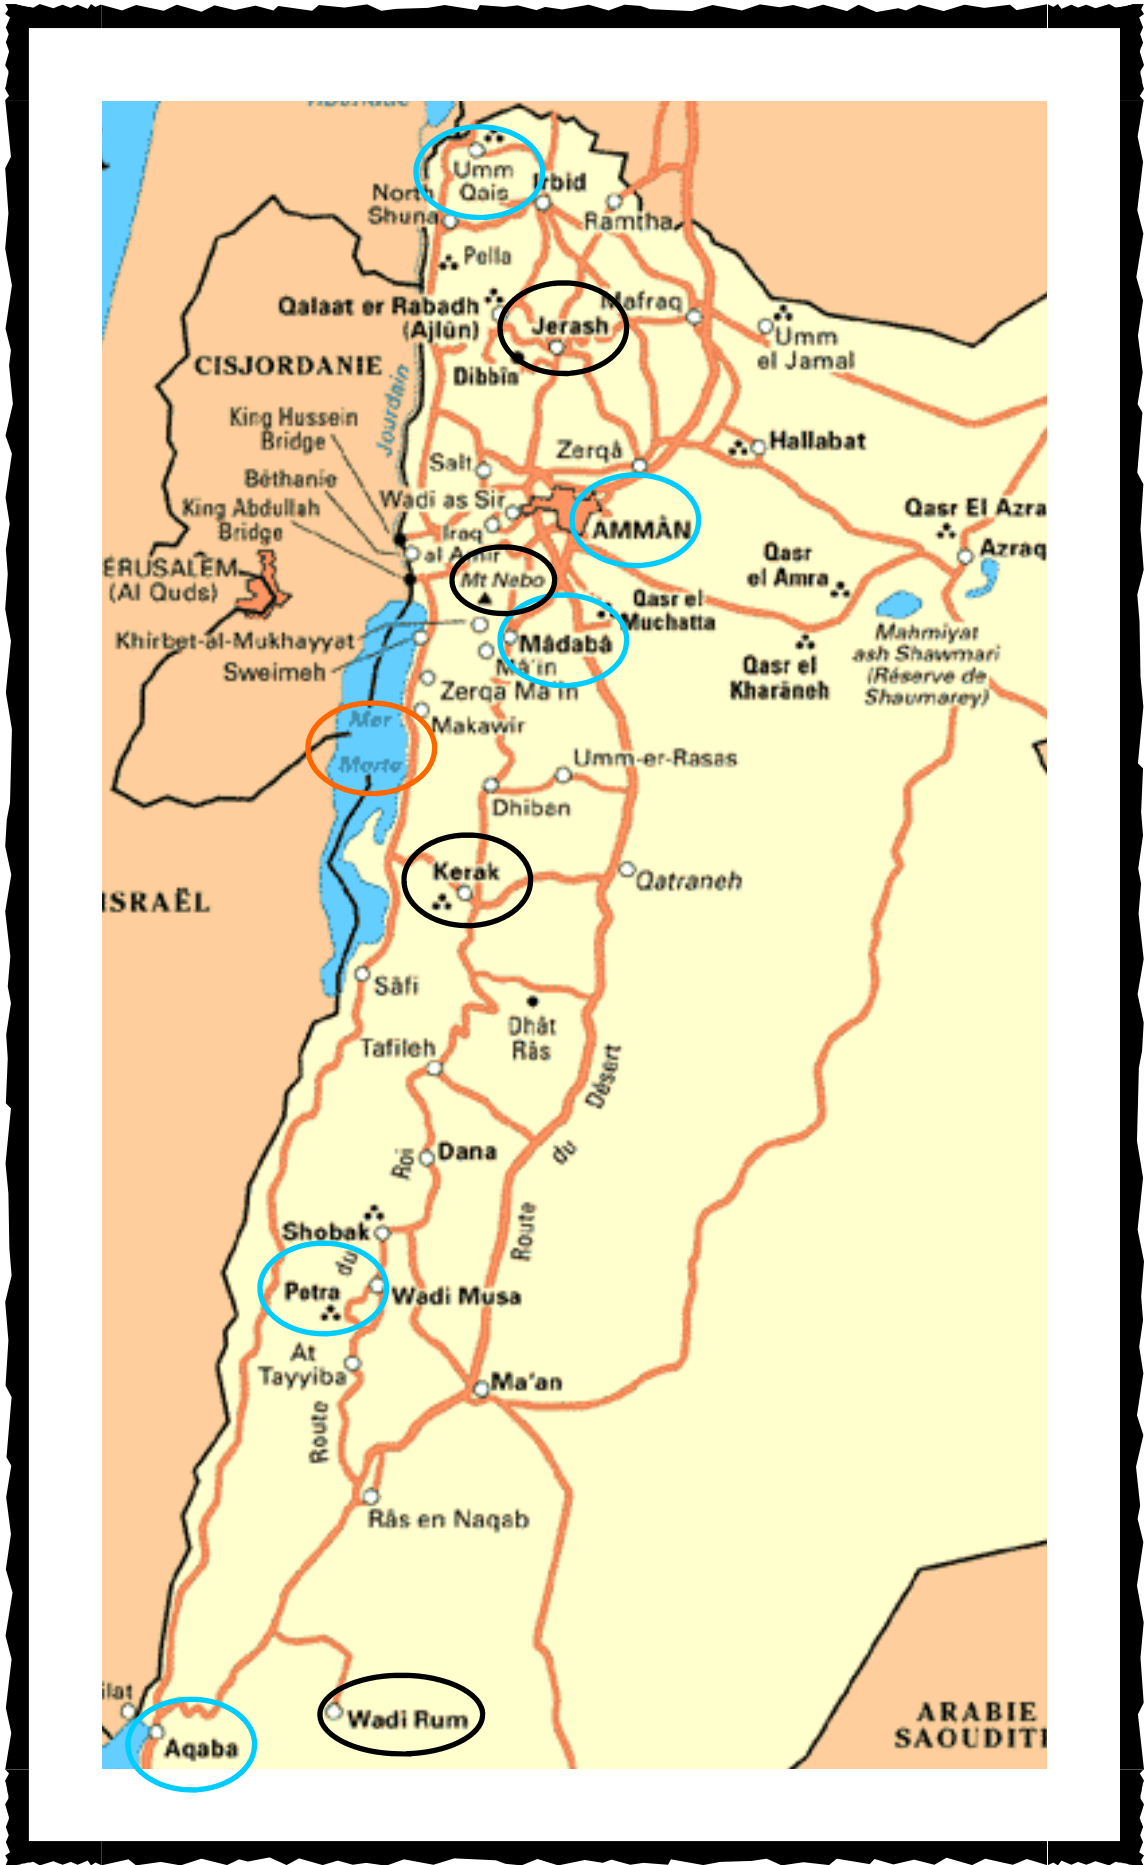 Umm
Qais
Irbid
North
Shuna
Ramtha
Pella
Qalaat er Rabadh
(Ajlûn)
Mafraq
Jerash
Umm
el Jamal
CISJORDANIE
Dibbîn
Jourdain
King Hussein
Bridge
Hallabat
Zerqâ
Salt
Béthanie
Wadi as Sir
King Abdullah
Bridge
Qasr El Azra
AMMÂN
Iraq
al Amir
Azraq
Qasr
el Amra
ÉRUSALEM
(Al Quds)
Mt Nebo
Qasr el
Muchatta
Mahmiyat
ash Shawmari
(Réserve de
Shaumarey)
Khirbet-al-Mukhayyat
Mâdabâ
Sweimeh
Mâ'in
Qasr el
Kharâneh
Zerqa Ma'in
Mer
Morte
Makawir
Umm-er-Rasas
Dhiban
Kerak
Qatraneh
ISRAËL
Sâfi
Dhât
Râs
Tafileh
Désert
du
Route
Dana
Roi
du
Route
Shobak
Petra
Wadi Musa
At
Tayyiba
Ma'an
Râs en Naqab
ilat
Wadi Rum
Aqaba
ARABIE
SAOUDITE